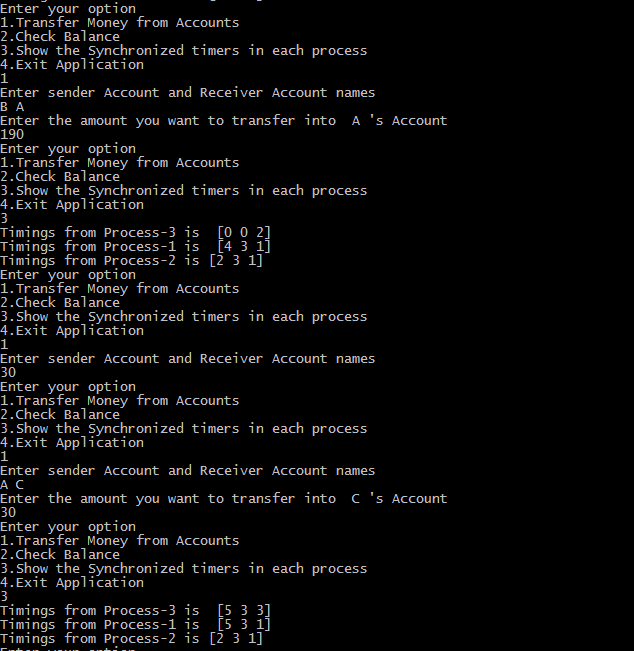 Enter your option
1.Transfer Money from Accounts
2.Check Balance
3.Show the Synchronized timers in each process
4.Exit Application
1
Enter sender Account and Receiver Account names
B A
Enter the amount you want to transfer into  A 's Account
190
Enter your option
1.Transfer Money from Accounts
2.Check Balance
3.Show the Synchronized timers in each process
4.Exit Application
3
Timings from Process-3 is  [0 0 2]
Timings from Process-1 is  [4 3 1]
Timings from Process-2 is [2 3 1]
Enter your option
1.Transfer Money from Accounts
2.Check Balance
3.Show the Synchronized timers in each process
4.Exit Application
1
Enter sender Account and Receiver Account names
30
Enter your option
1.Transfer Money from Accounts
2.Check Balance
3.Show the Synchronized timers in each process
4.Exit Application
1
Enter sender Account and Receiver Account names
A C
Enter the amount you want to transfer into  C 's Account
30
Enter your option
1.Transfer Money from Accounts
2.Check Balance
3.Show the Synchronized timers in each process
4.Exit Application
3
Timings from Process-3 is  [5 3 3]
Timings from Process-1 is  [5 3 1]
Timings from Process-2 is [2 3 1]